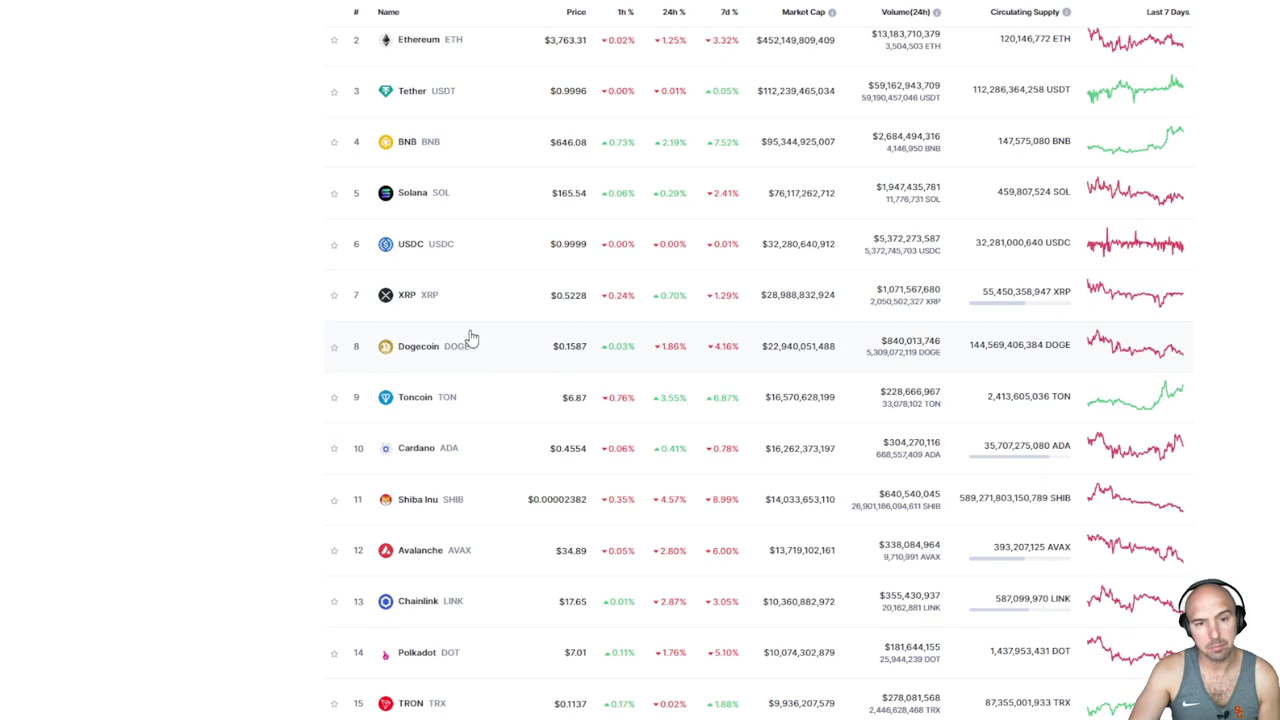 # Name Price 1h % 24h % 7d % Market Cap Volume(24h) Circulating Supply Last 7 Days
2 Ethereum ETH $3,763.31 0.02% 1.25% 3.32% $452,149,809,409 $13,183,710,379 120,146,772 ETH
3,504,503 ETH
3 Tether USDT $0.9996 0.00% 0.01% 0.05% $112,239,465,034 $59,162,943,709 112,286,364,258 USDT
59,190,457,046 USDT
4 BNB BNB $646.08 0.73% 2.19% 7.52% $95,344,925,007 $2,684,494,316 147,575,080 BNB
4,146,950 BNB
5 Solana SOL $165.54 0.06% 0.29% 2.41% $76,117,262,712 $1,947,435,781 459,807,524 SOL
11,776,731 SOL
6 USDC USDC $0.9999 0.00% 0.00% 0.01% $32,280,640,912 $5,372,273,587 32,281,000,640 USDC
5,372,745,703 USDC
7 XRP XRP $0.5228 0.24% 0.70% 1.29% $28,988,832,924 $1,071,567,680 55,450,358,947 XRP
2,050,502,327 XRP
8 Dogecoin DOGE $0.1587 0.03% 1.86% 4.16% $22,940,051,488 $840,013,746 144,569,406,384 DOGE
5,309,072,119 DOGE
9 Toncoin TON $6.87 0.76% 3.55% 6.87% $16,570,628,199 $228,666,967 2,413,605,036 TON
33,078,102 TON
10 Cardano ADA $0.4554 0.06% 0.41% 0.78% $16,262,373,197 $304,270,116 35,707,275,080 ADA
668,557,409 ADA
11 Shiba Inu SHIB $0.00002382 0.35% 4.57% 8.99% $14,033,653,110 $640,540,045 589,271,803,150,789 SHIB
26,901,186,094,611 SHIB
12 Avalanche AVAX $34.89 0.05% 2.80% 6.00% $13,719,102,161 $338,084,964 393,207,125 AVAX
9,710,991 AVAX
13 Chainlink LINK $17.65 0.01% 2.87% 3.05% $10,360,882,972 $355,430,937 587,099,970 LINK
20,162,881 LINK
14 Polkadot DOT $7.01 0.11% 1.76% 5.10% $10,074,302,879 $181,644,155 1,437,953,431 DOT
25,944,239 DOT
15 TRON TRX $0.1137 0.17% 0.02% 1.88% $9,936,207,579 $278,081,568 87,355,001,933 TRX
2,446,628,468 TRX